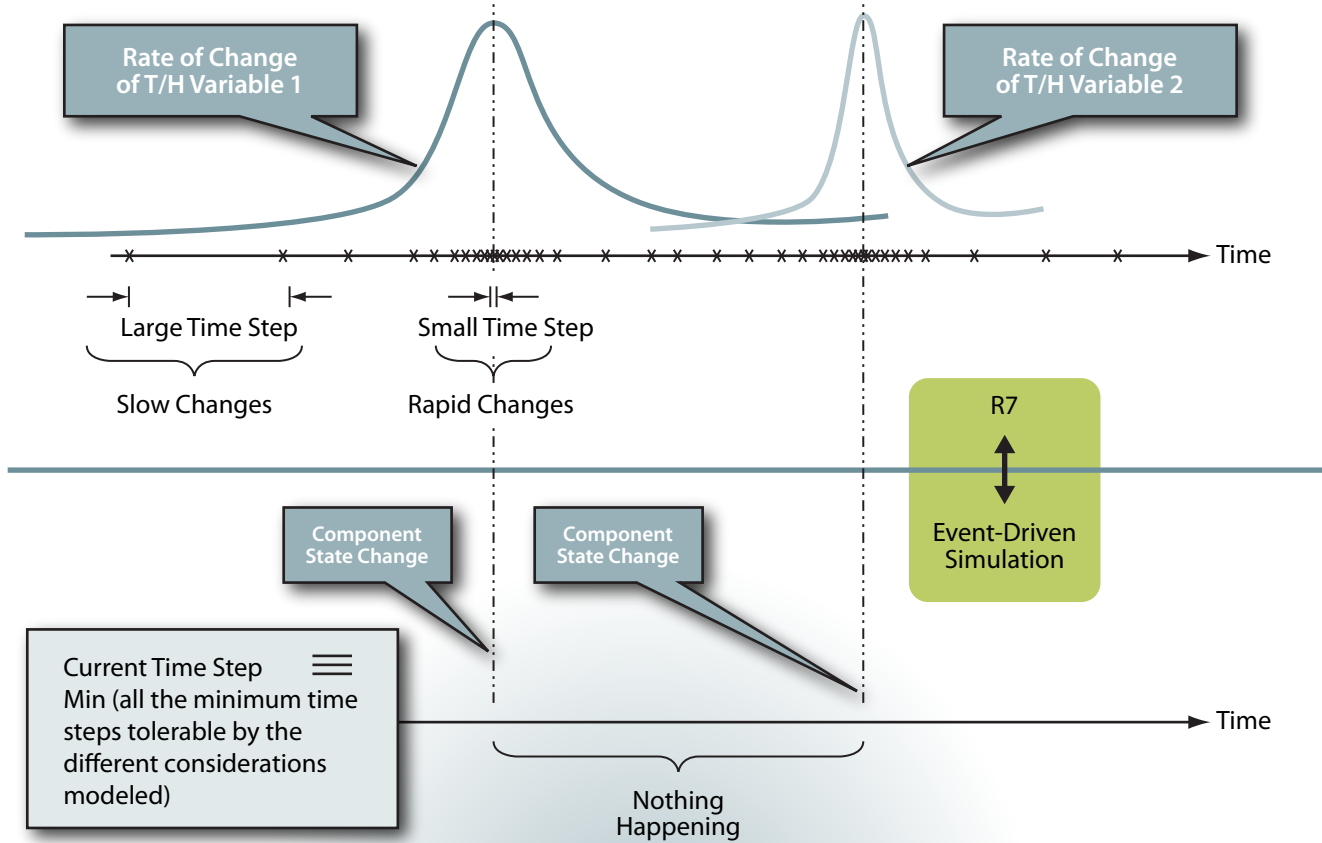 Rate of Change
of T/H Variable 1
Rate of Change
of T/H Variable 2
Time
Large Time Step
Small Time Step
Slow Changes
Rapid Changes
R7
Event-Driven
Simulation
Component
State Change
Component
State Change
Current Time Step ≡
Min (all the minimum time
steps tolerable by the
different considerations
modeled)
Time
Nothing
Happening